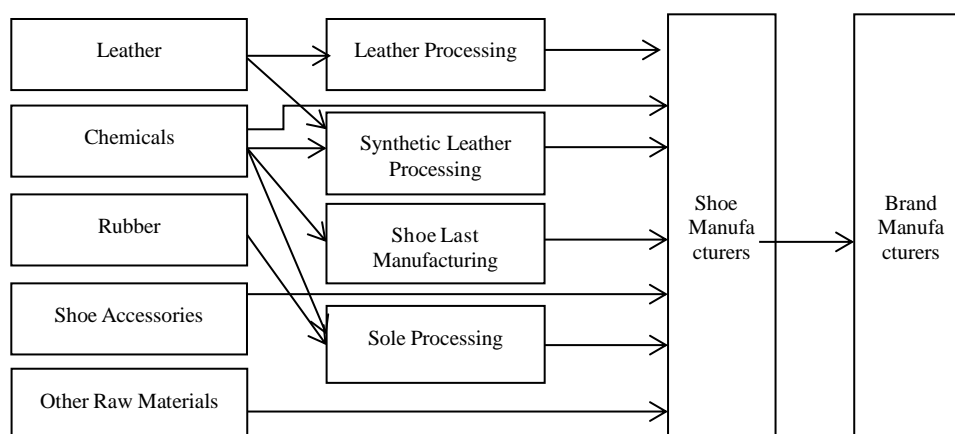 Leather
Chemicals
Rubber
Shoe Accessories
Other Raw Materials
Leather Processing
Synthetic Leather
Processing
Shoe Last
Manufacturing
Sole Processing
Shoe
Manufa
cturers
Brand
Manufa
cturers